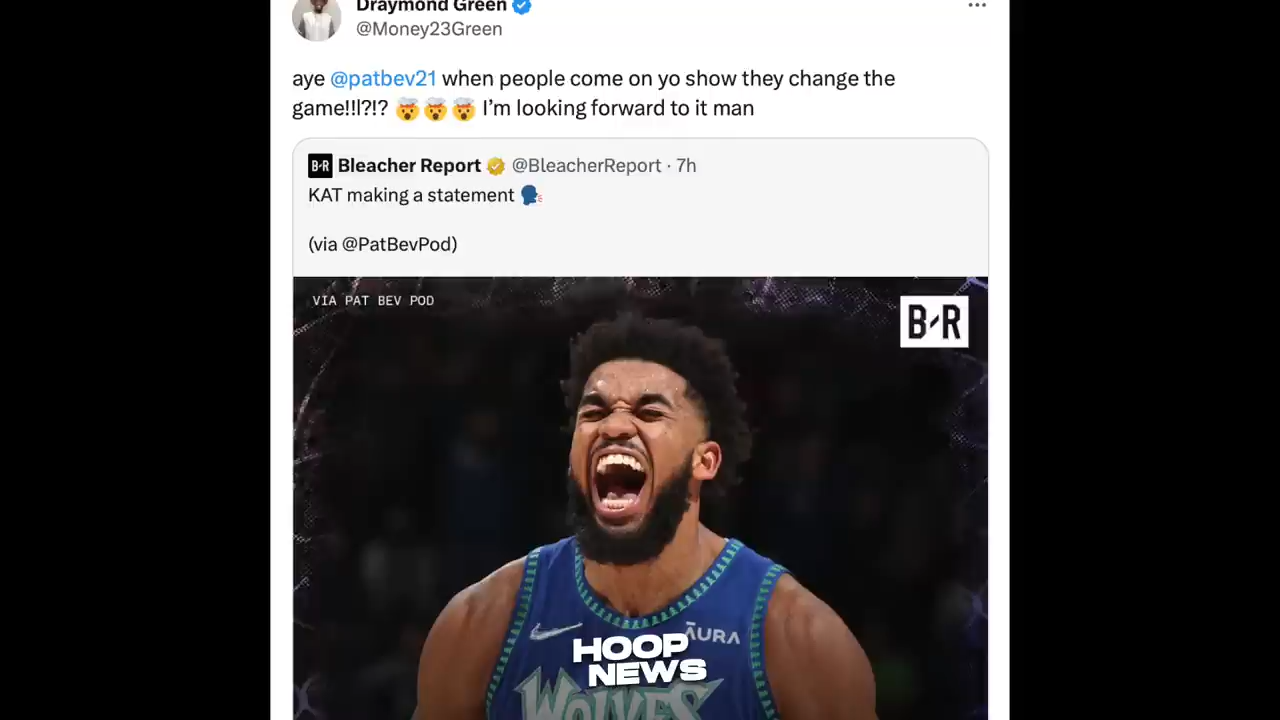 Draymond Green
@Money23Green
aye @patbev21 when people come on yo show they change the
game!!!?!? 🤯🤯🤯 I'm looking forward to it man
B/R Bleacher Report @BleacherReport · 7h
KAT making a statement 🗣️
(via @PatBevPod)
VIA PAT BEV POD
B/R
AURA
HOOP
NEWS
WOLVES